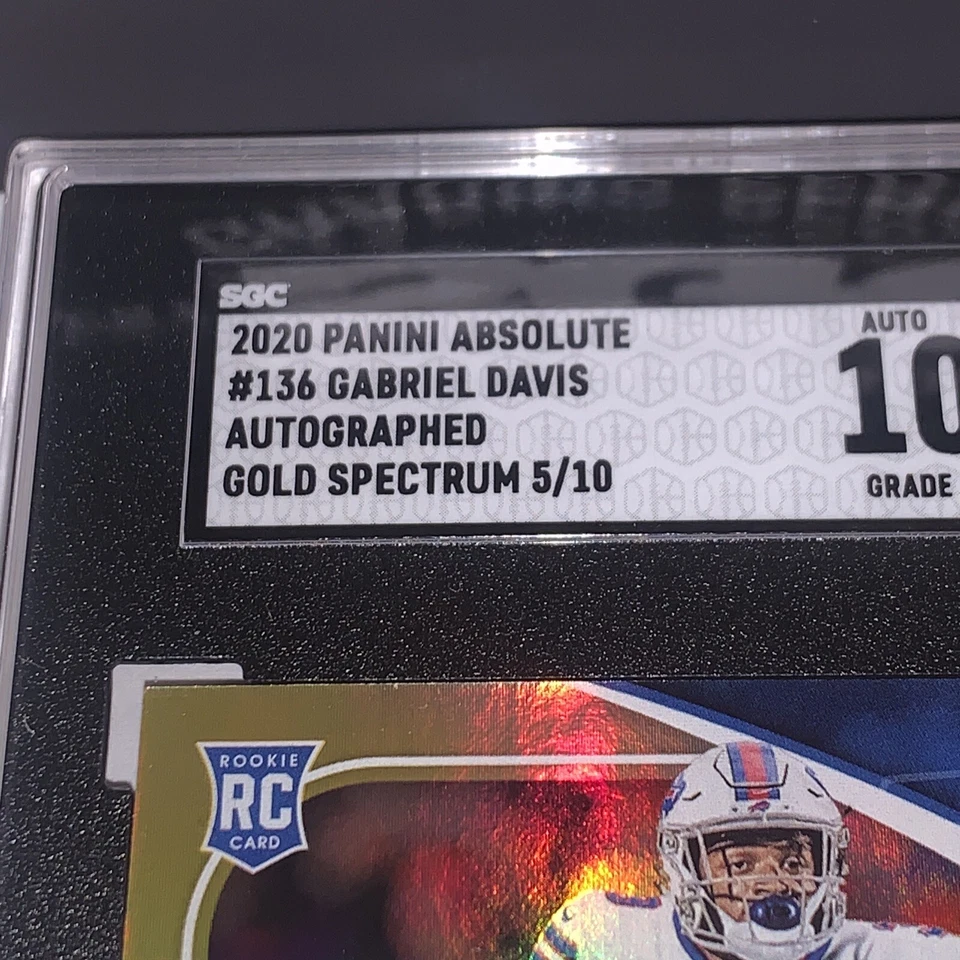 SGC
2020 PANINI ABSOLUTE
#136 GABRIEL DAVIS
AUTOGRAPHED
GOLD SPECTRUM 5/10
AUTO
10
GRADE
ROOKIE
RC
CARD